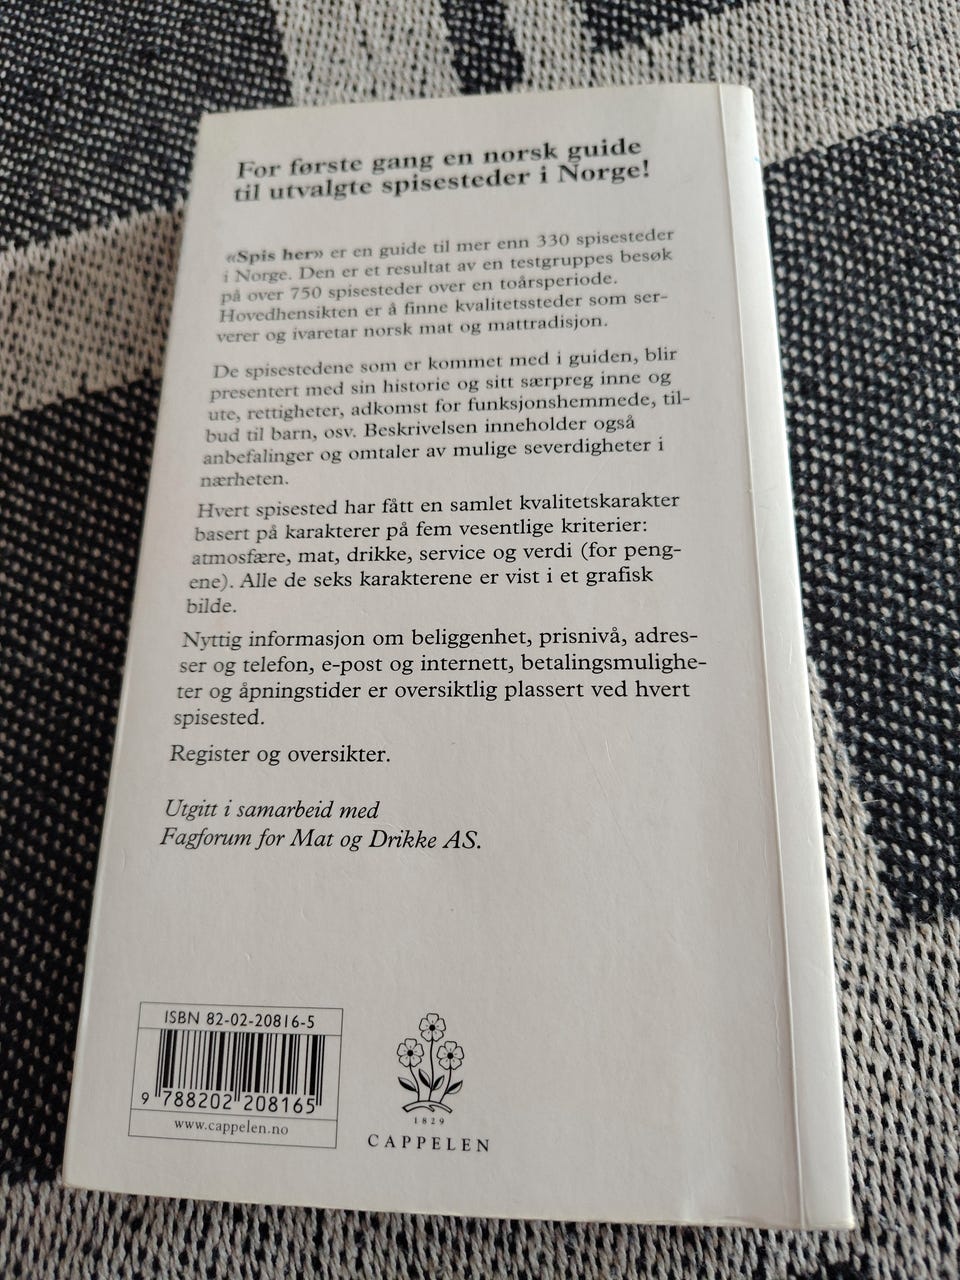 For første gang en norsk guide
til utvalgte spisesteder i Norge!
«Spis her» er en guide til mer enn 330 spisesteder
i Norge. Den er et resultat av en testgruppes besøk
på over 750 spisesteder over en toårsperiode.
Hovedhensikten er å finne kvalitetssteder som ser-
verer og ivaretar norsk mat og mattradisjon.
De spisestedene som er kommet med i guiden, blir
presentert med sin historie og sitt særpreg inne og
ute, rettigheter, adkomst for funksjonshemmede, til-
bud til barn, osv. Beskrivelsen inneholder også
anbefalinger og omtaler av mulige severdigheter i
nærheten.
Hvert spisested har fått en samlet kvalitetskarakter
basert på karakterer på fem vesentlige kriterier:
atmosfære, mat, drikke, service og verdi (for peng-
ene). Alle de seks karakterene er vist i et grafisk
bilde.
Nyttig informasjon om beliggenhet, prisnivå, adres-
ser og telefon, e-post og internett, betalingsmulighe-
ter og åpningstider er oversiktlig plassert ved hvert
spisested.
Register og oversikter.
Utgitt i samarbeid med
Fagforum for Mat og Drikke AS.
ISBN 82-02-20816-5
9 788202 208165
www.cappelen.no
1829
CAPPELEN